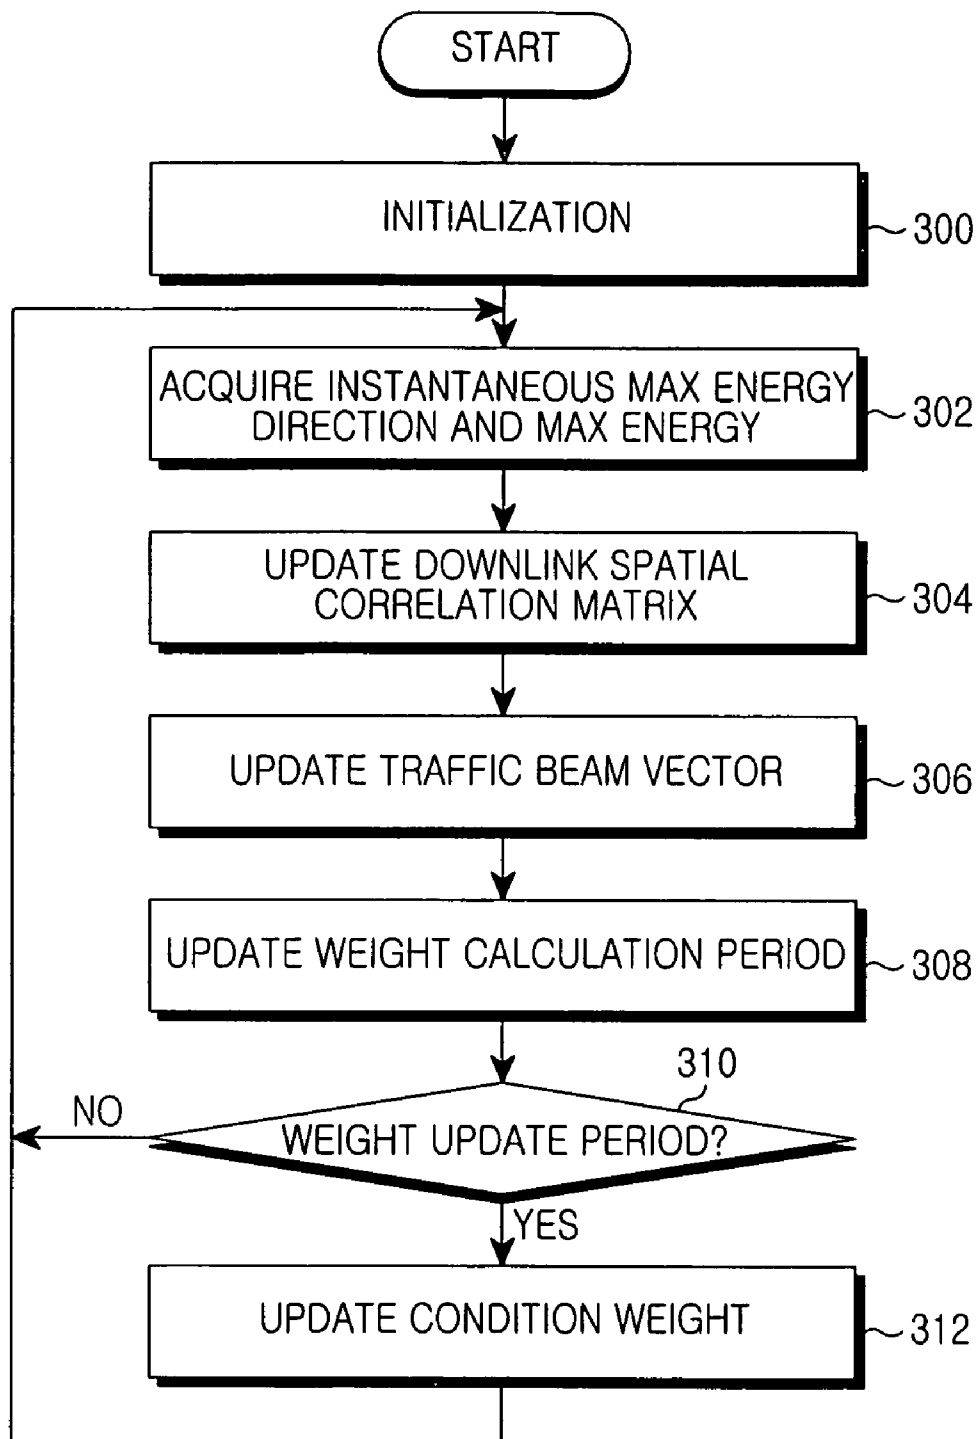 START
INITIALIZATION
300
ACQUIRE INSTANTANEOUS MAX ENERGY
DIRECTION AND MAX ENERGY
302
UPDATE DOWNLINK SPATIAL
CORRELATION MATRIX
304
UPDATE TRAFFIC BEAM VECTOR
306
UPDATE WEIGHT CALCULATION PERIOD
308
310
NO
WEIGHT UPDATE PERIOD?
YES
UPDATE CONDITION WEIGHT
312